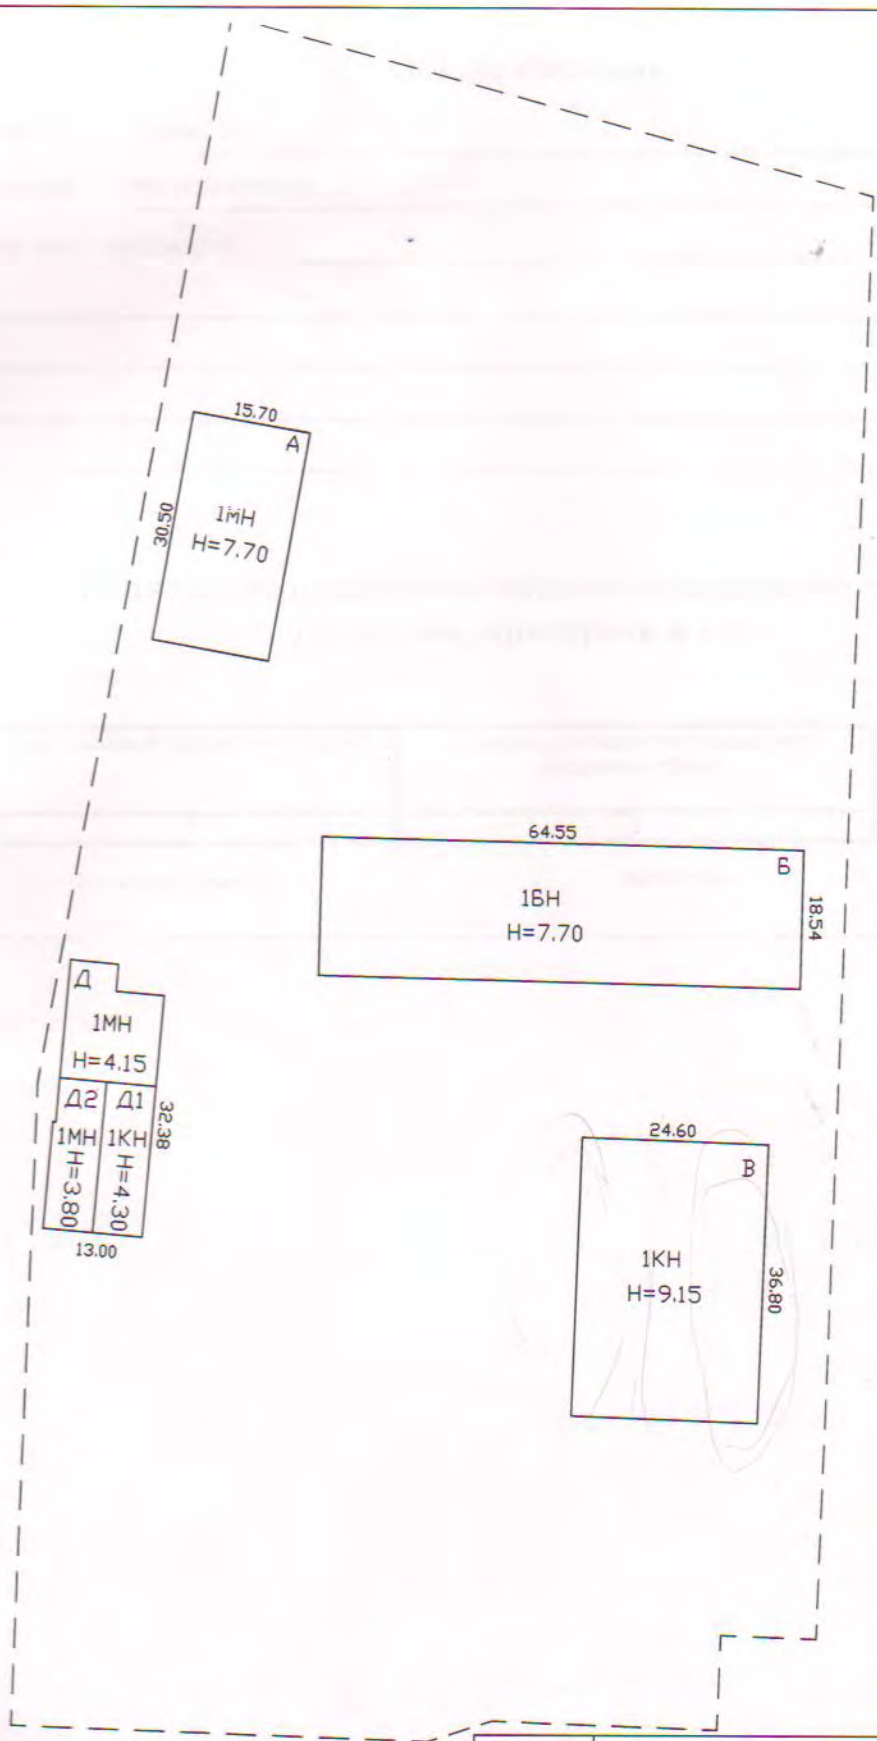 15.70
А
30.50
1МН
Н=7.70
64.55
Б
1БН
Н=7.70
18.54
Д
1МН
Н=4.15
Д2
Д1
32.38
1МН
Н=3.80
1КН
Н=4.30
13.00
24.60
В
1КН
Н=9.15
36.80